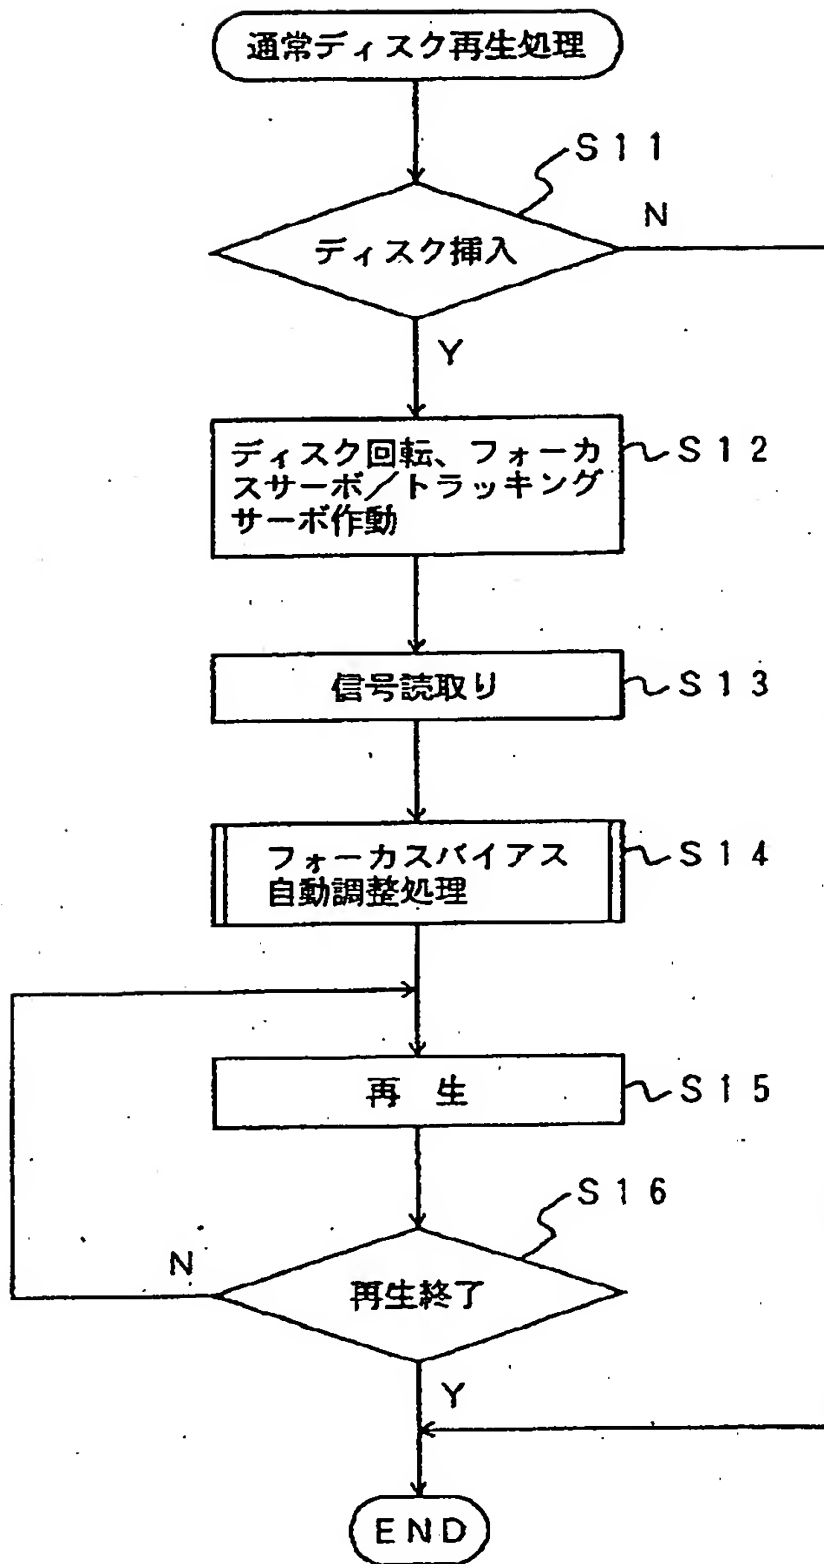 通常ディスク再生処理
S11
N
ディスク挿入
Y
ディスク回転、フォーカ
スサーボ／トラッキング
サーボ作動
S12
信号読取り
S13
フォーカスバイアス
自動調整処理
S14
再 生
S15
S16
N
再生終了
Y
END